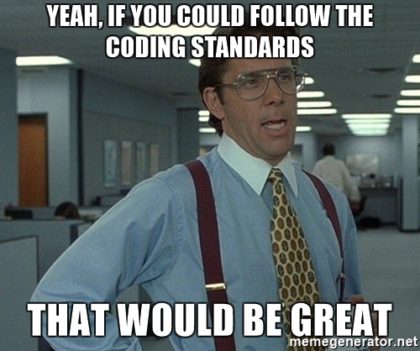 YEAH, IF YOU COULD FOLLOW THE
CODING STANDARDS
THAT WOULD BE GREAT
memegenerator.net